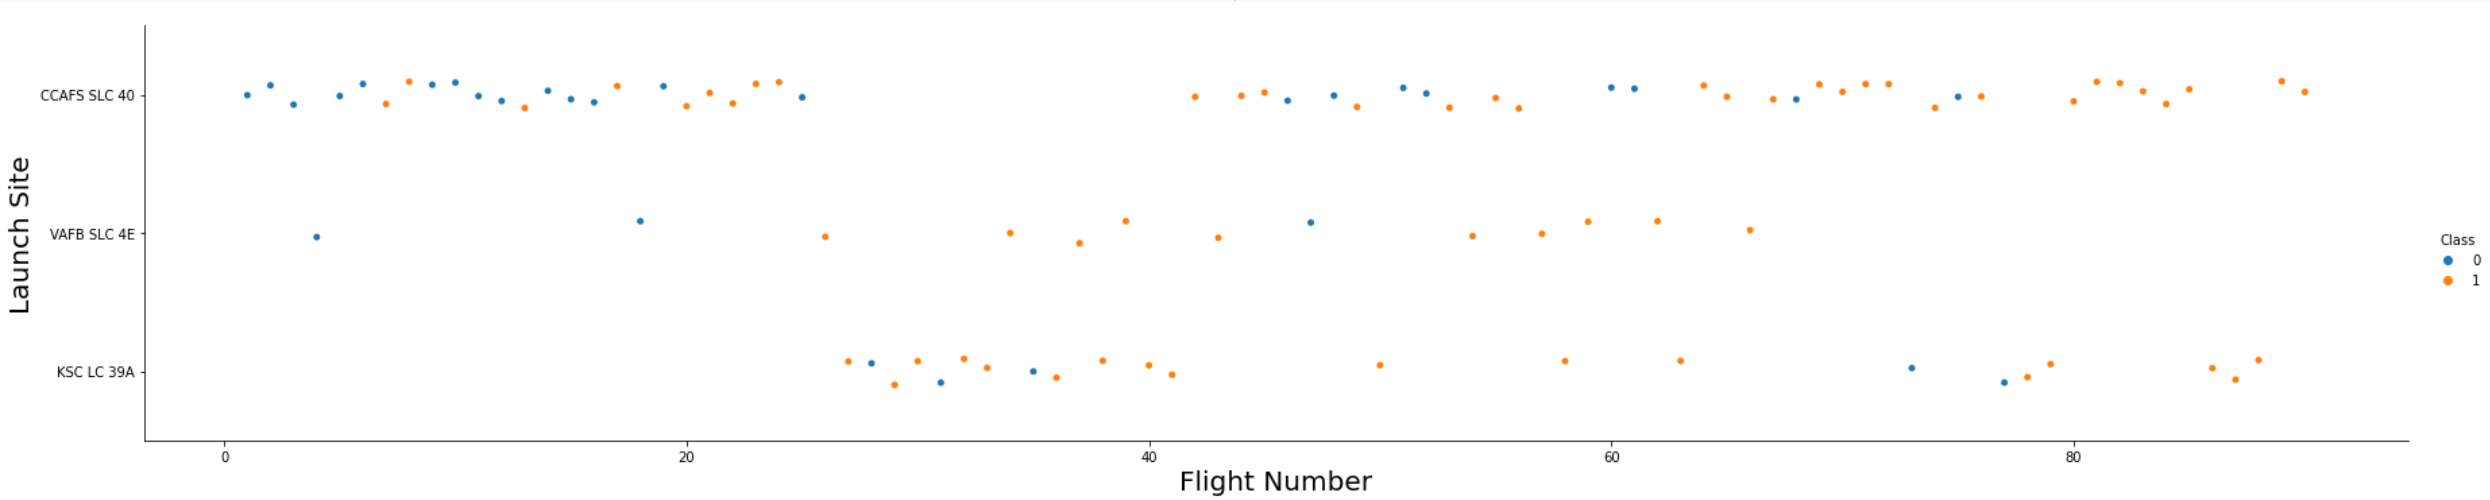 Launch Site
CCAFS SLC 40
VAFB SLC 4E
KSC LC 39A
0 20 40 60 80
Flight Number
Class
0
1